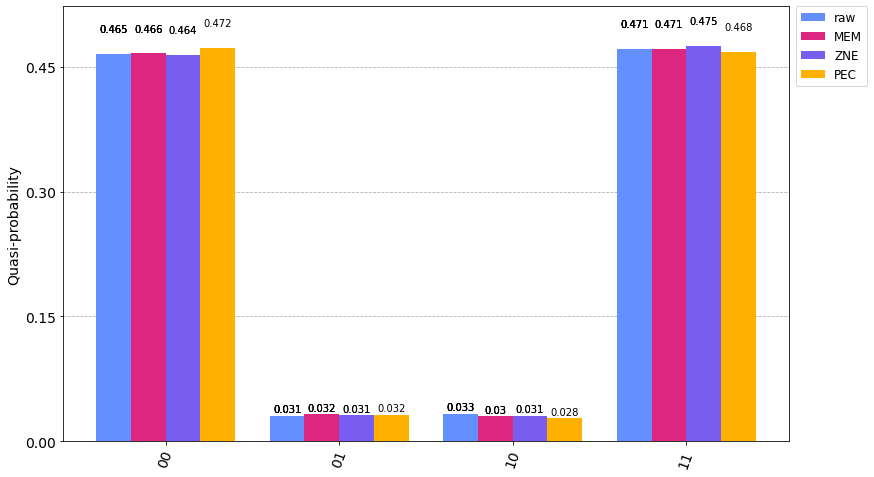 0.465 0.466 0.464 0.472
0.471 0.471 0.475 0.468
raw
MEM
ZNE
PEC
0.45
0.30
0.15
0.00
Quasi-probability
0.031 0.032 0.031 0.032
0.033 0.03 0.031 0.028
00 01 10 11